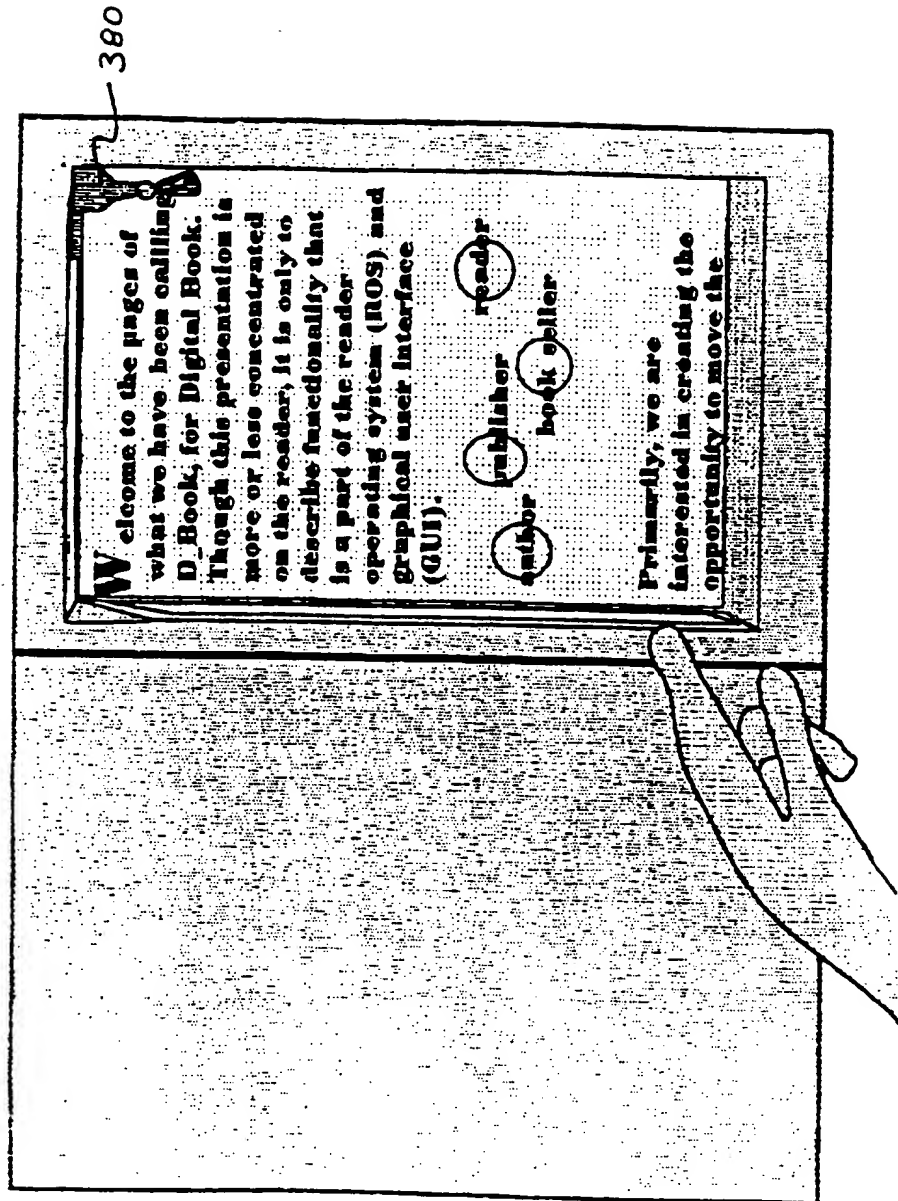 380
Welcome to the pages of
what we have been calling
D_Book, for Digital Book.
Though this presentation is
more or less concentrated
on the reader, it is only to
describe functionality that
is a part of the reader
operating system (ROS) and
graphical user interface
(GUI).
author publisher reader
book seller
Primarily, we are
interested in creating the
opportunity to move the